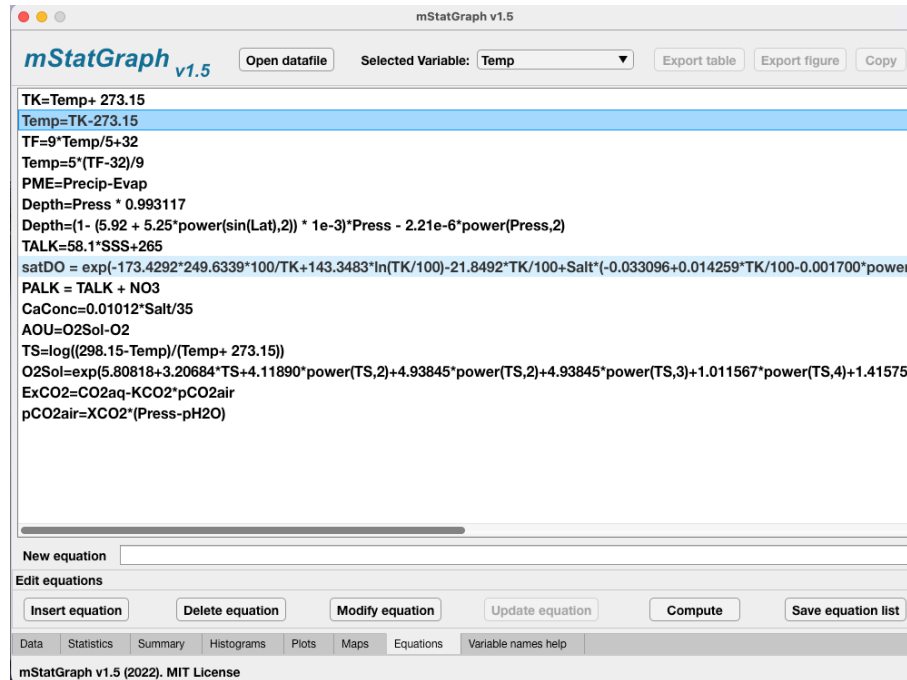 mStatGraph v1.5
mStatGraph v1.5
Open datafile
Selected Variable: Temp
Export table
Export figure
Copy
TK=Temp+ 273.15
Temp=TK-273.15
TF=9*Temp/5+32
Temp=5*(TF-32)/9
PME=Precip-Evap
Depth=Press * 0.993117
Depth=(1- (5.92 + 5.25*power(sin(Lat),2)) * 1e-3)*Press - 2.21e-6*power(Press,2)
TALK=58.1*SSS+265
satDO = exp(-173.4292*249.6339*100/TK+143.3483*ln(TK/100)-21.8492*TK/100+Salt*(-0.033096+0.014259*TK/100-0.001700*power
PALK = TALK + NO3
CaConc=0.01012*Salt/35
AOU=O2Sol-O2
TS=log((298.15-Temp)/(Temp+ 273.15))
O2Sol=exp(5.80818+3.20684*TS+4.11890*power(TS,2)+4.93845*power(TS,2)+4.93845*power(TS,3)+1.011567*power(TS,4)+1.41575
ExCO2=CO2aq-KCO2*pCO2air
pCO2air=XCO2*(Press-pH2O)
New equation
Edit equations
Insert equation
Delete equation
Modify equation
Update equation
Compute
Save equation list
Data
Statistics
Summary
Histograms
Plots
Maps
Equations
Variable names help
mStatGraph v1.5 (2022). MIT License